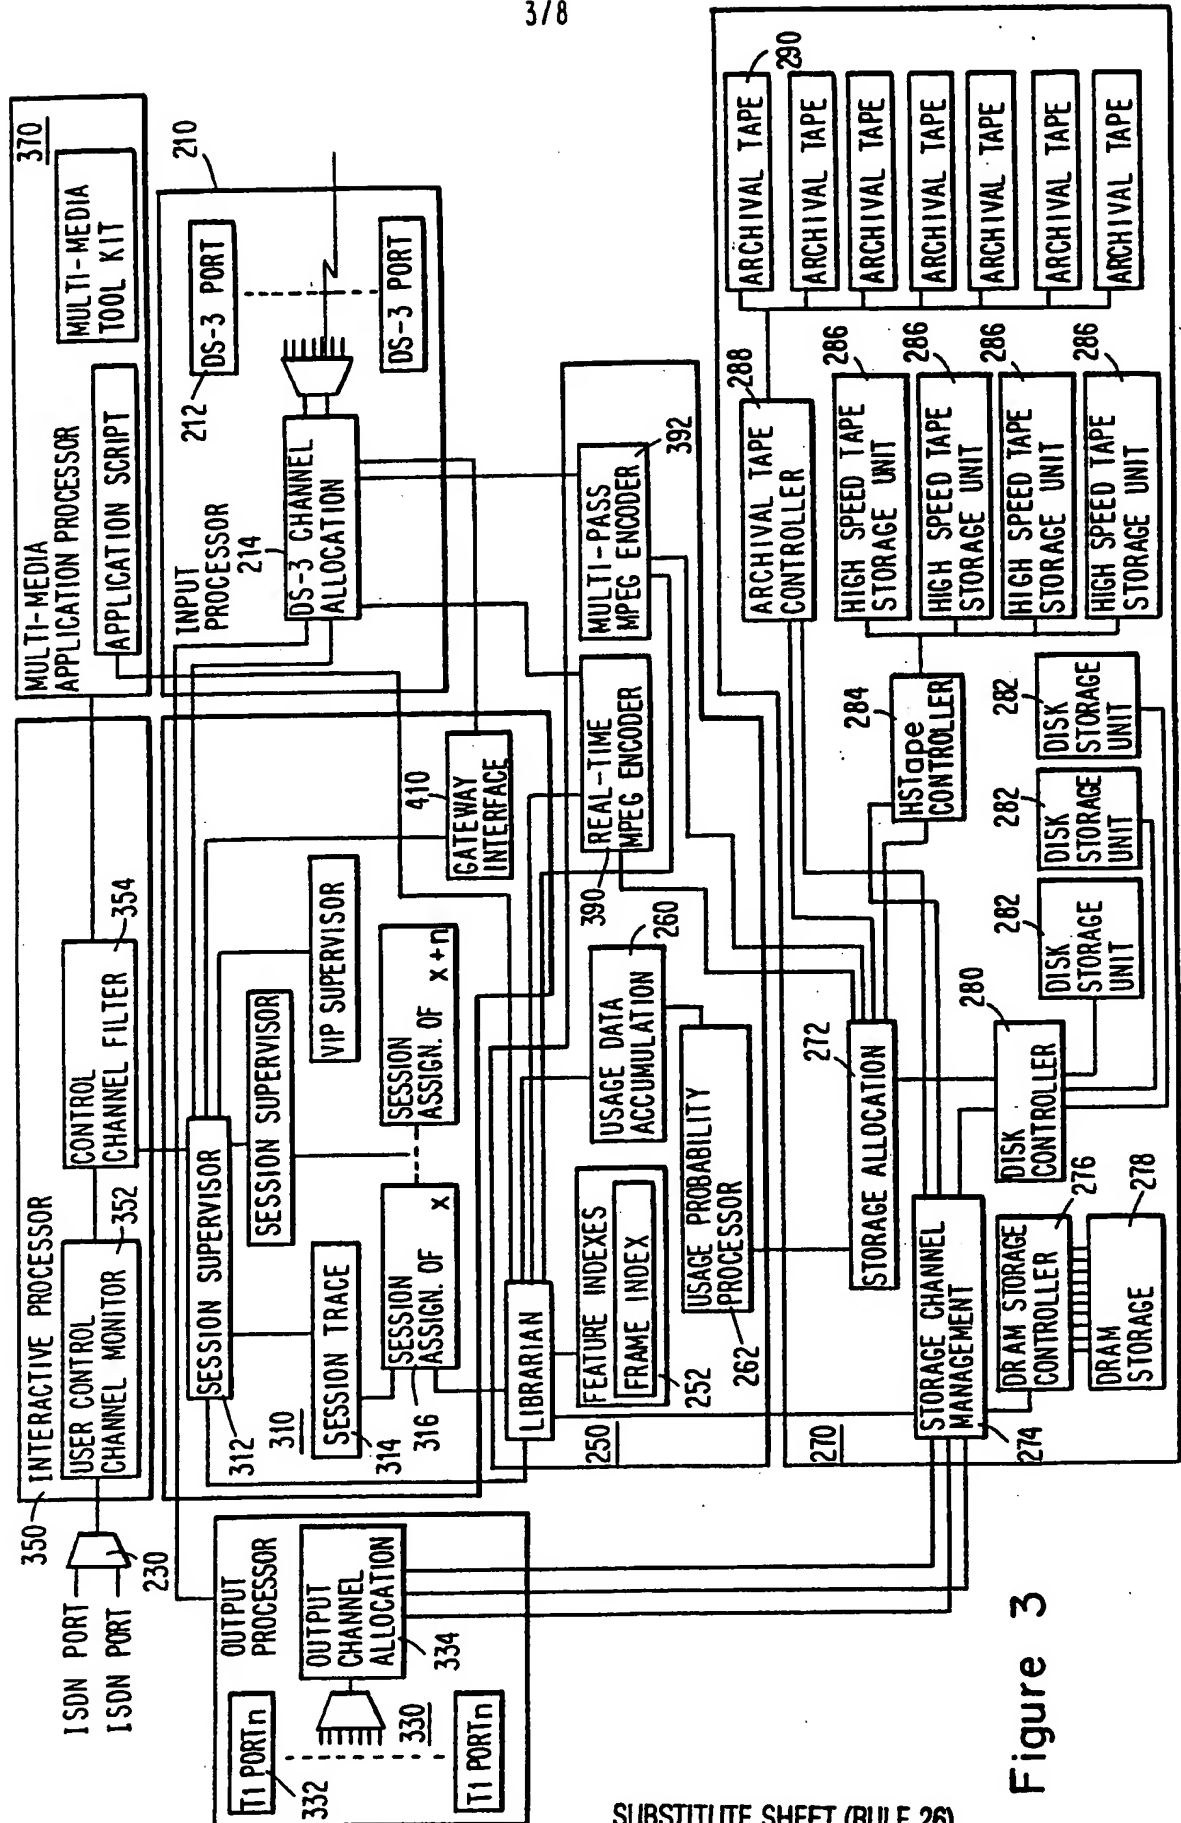 3/8
350
INTERACTIVE PROCESSOR
ISDN PORT
ISDN PORT
230
USER CONTROL
CHANNEL MONITOR
352
CONTROL
CHANNEL FILTER
354
MULTI-MEDIA
APPLICATION PROCESSOR
370
APPLICATION SCRIPT
MULTI-MEDIA
TOOL KIT
OUTPUT
PROCESSOR
T1 PORTn
332
T1 PORTn
330
OUTPUT
CHANNEL
ALLOCATION
334
SESSION SUPERVISOR
312
310
SESSION SUPERVISOR
VIP SUPERVISOR
SESSION TRACE
314
SESSION
ASSIGN. OF
x
316
SESSION
ASSIGN. OF
x+n
410
GATEWAY
INTERFACE
INPUT
PROCESSOR
210
214
DS-3 CHANNEL
ALLOCATION
212
DS-3 PORT
DS-3 PORT
LIBRARIAN
250
FEATURE INDEXES
FRAME INDEX
252
USAGE DATA
ACCUMULATION
260
USAGE PROBABILITY
PROCESSOR
262
390
REAL-TIME
MPEG ENCODER
MULTI-PASS
MPEG ENCODER
392
270
272
STORAGE ALLOCATION
STORAGE CHANNEL
MANAGEMENT
274
DRAM STORAGE
CONTROLLER
276
DRAM
STORAGE
278
280
DISK
CONTROLLER
282
DISK
STORAGE
UNIT
282
DISK
STORAGE
UNIT
282
DISK
STORAGE
UNIT
284
HSTape
CONTROLLER
286
HIGH SPEED TAPE
STORAGE UNIT
286
HIGH SPEED TAPE
STORAGE UNIT
286
HIGH SPEED TAPE
STORAGE UNIT
286
HIGH SPEED TAPE
STORAGE UNIT
288
ARCHIVAL TAPE
CONTROLLER
290
ARCHIVAL TAPE
ARCHIVAL TAPE
ARCHIVAL TAPE
ARCHIVAL TAPE
ARCHIVAL TAPE
ARCHIVAL TAPE
ARCHIVAL TAPE
Figure 3
SUBSTITUTE SHEET (RULE 26)